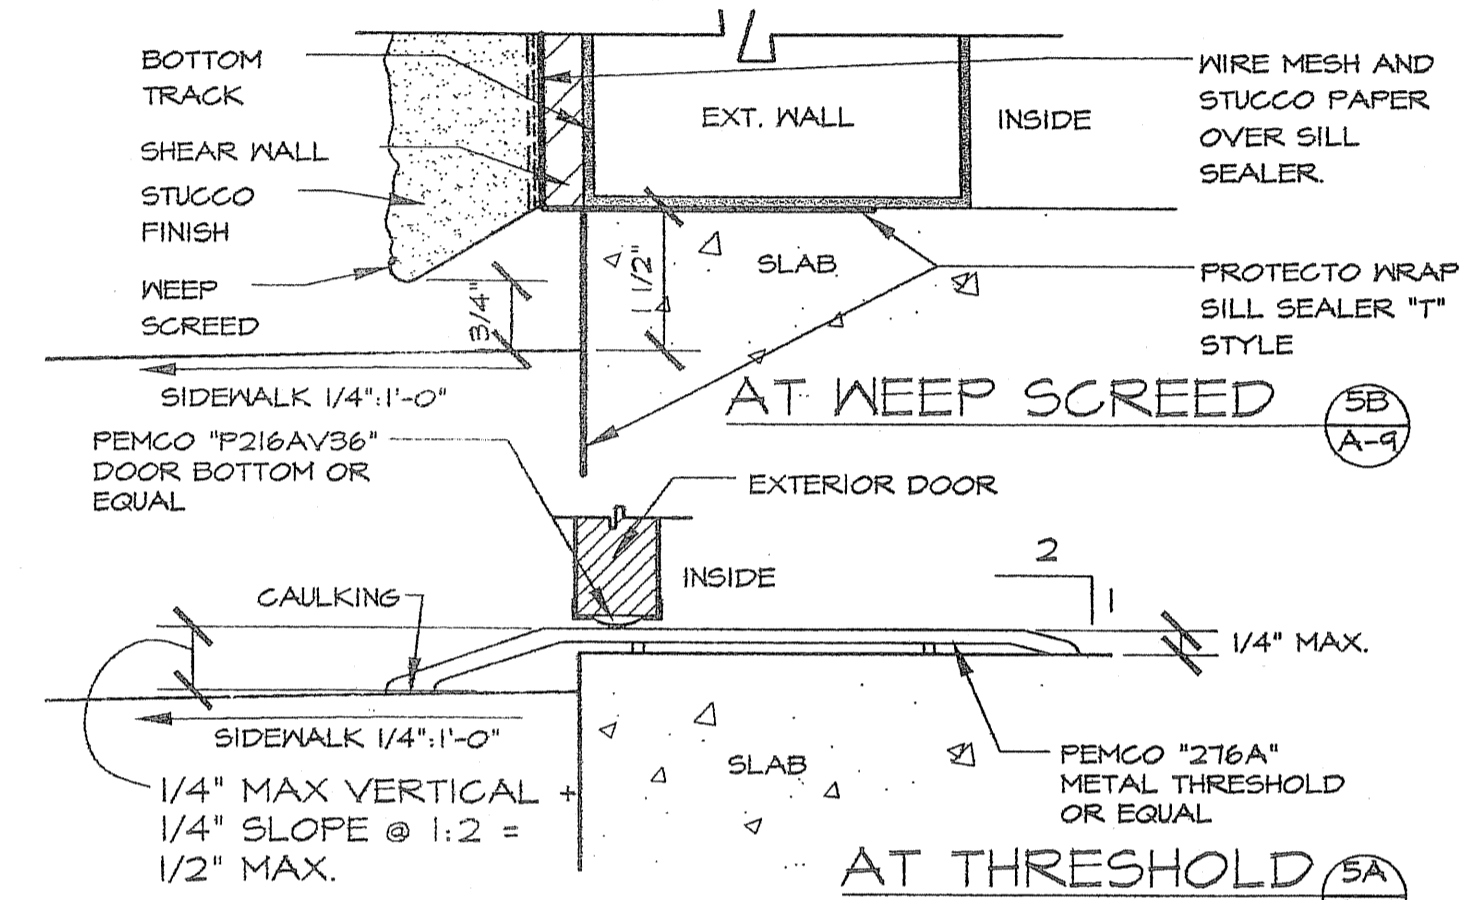 BOTTOM
TRACK
SHEAR WALL
STUCCO
FINISH
WEEP
SCREED
EXT. WALL
INSIDE
WIRE MESH AND
STUCCO PAPER
OVER SILL
SEALER.
SLAB
3/4"
1 1/2"
PROTECTO WRAP
SILL SEALER "T"
STYLE
SIDEWALK 1/4":1'-0"
AT WEEP SCREED
5B
A-9
PEMCO "P216AV36"
DOOR BOTTOM OR
EQUAL
EXTERIOR DOOR
INSIDE
2
1
CAULKING
1/4" MAX.
SIDEWALK 1/4":1'-0"
1/4" MAX VERTICAL +
1/4" SLOPE @ 1:2 =
1/2" MAX.
SLAB
PEMCO "276A"
METAL THRESHOLD
OR EQUAL
AT THRESHOLD
5A